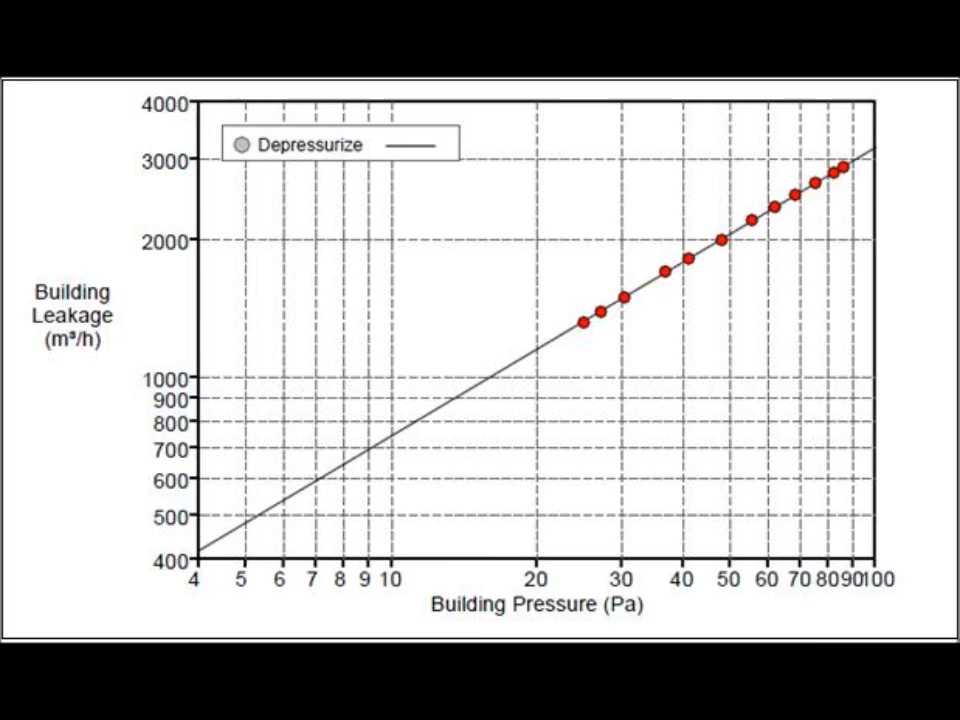 4000
Depressurize
3000
2000
Building
Leakage
(m³/h)
1000
900
800
700
600
500
400
4 5 6 7 8 9 10 20 30 40 50 60 70 80 90 100
Building Pressure (Pa)